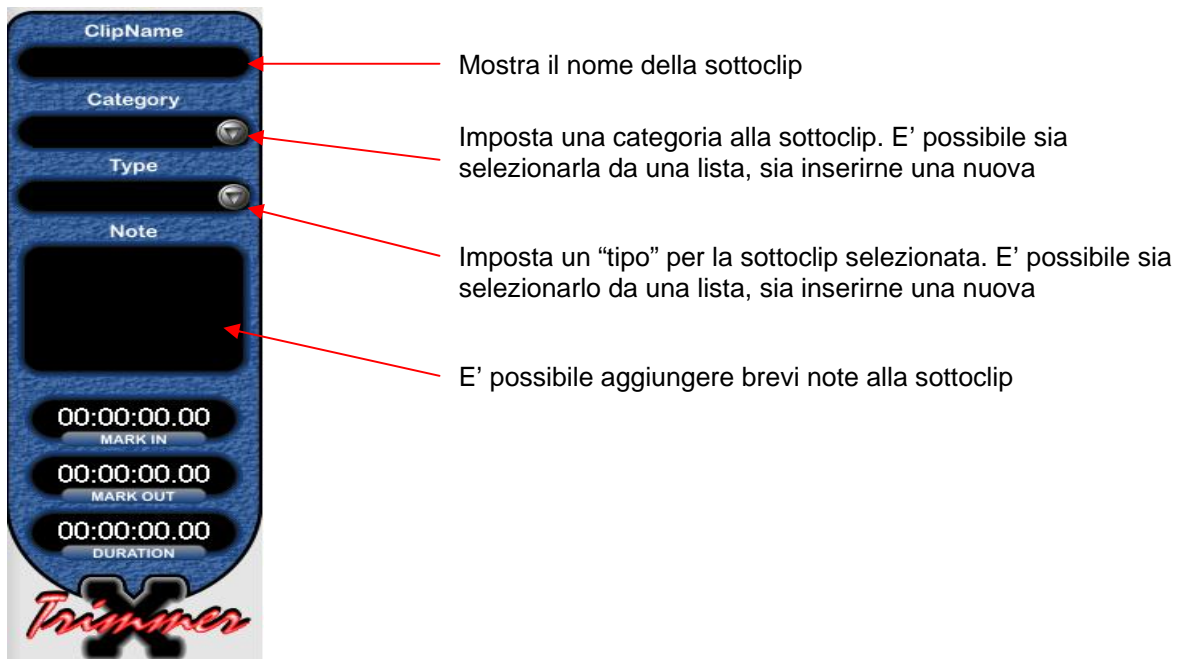 ClipName
Mostra il nome della sottoclip
Category
Imposta una categoria alla sottoclip. E' possibile sia
selezionarla da una lista, sia inserirne una nuova
Type
Imposta un “tipo” per la sottoclip selezionata. E' possibile sia
selezionarlo da una lista, sia inserirne una nuova
Note
E' possibile aggiungere brevi note alla sottoclip
00:00:00.00
MARK IN
00:00:00.00
MARK OUT
00:00:00.00
DURATION
X
Trimmer